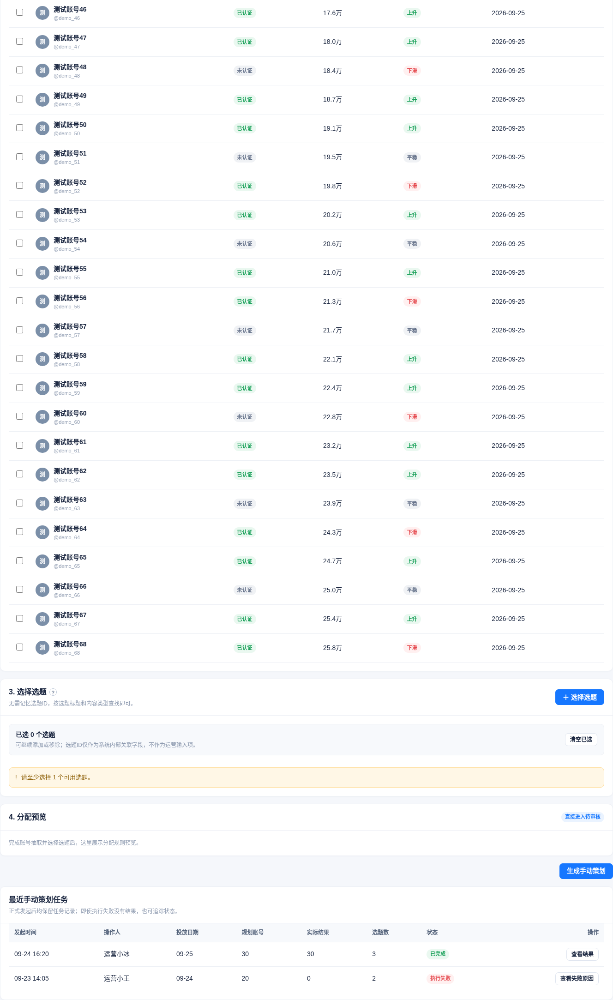 测 测试账号46 已认证 17.6万 上升 2026-09-25
@demo_46
测 测试账号47 已认证 18.0万 上升 2026-09-25
@demo_47
测 测试账号48 未认证 18.4万 下滑 2026-09-25
@demo_48
测 测试账号49 已认证 18.7万 上升 2026-09-25
@demo_49
测 测试账号50 已认证 19.1万 上升 2026-09-25
@demo_50
测 测试账号51 未认证 19.5万 平稳 2026-09-25
@demo_51
测 测试账号52 已认证 19.8万 下滑 2026-09-25
@demo_52
测 测试账号53 已认证 20.2万 上升 2026-09-25
@demo_53
测 测试账号54 未认证 20.6万 平稳 2026-09-25
@demo_54
测 测试账号55 已认证 21.0万 上升 2026-09-25
@demo_55
测 测试账号56 已认证 21.3万 下滑 2026-09-25
@demo_56
测 测试账号57 未认证 21.7万 平稳 2026-09-25
@demo_57
测 测试账号58 已认证 22.1万 上升 2026-09-25
@demo_58
测 测试账号59 已认证 22.4万 上升 2026-09-25
@demo_59
测 测试账号60 未认证 22.8万 下滑 2026-09-25
@demo_60
测 测试账号61 已认证 23.2万 上升 2026-09-25
@demo_61
测 测试账号62 已认证 23.5万 上升 2026-09-25
@demo_62
测 测试账号63 未认证 23.9万 平稳 2026-09-25
@demo_63
测 测试账号64 已认证 24.3万 下滑 2026-09-25
@demo_64
测 测试账号65 已认证 24.7万 上升 2026-09-25
@demo_65
测 测试账号66 未认证 25.0万 平稳 2026-09-25
@demo_66
测 测试账号67 已认证 25.4万 上升 2026-09-25
@demo_67
测 测试账号68 已认证 25.8万 下滑 2026-09-25
@demo_68
3. 选择选题 ?
无需记忆选题ID，按选题标题和内容类型查找即可。
＋ 选择选题
已选 0 个选题
可继续添加或移除；选题ID仅作为系统内部关联字段，不作为运营输入项。
清空已选
! 请至少选择 1 个可用选题。
4. 分配预览 直接进入待审核
完成账号抽取并选择选题后，这里展示分配规则预览。
生成手动策划
最近手动策划任务
正式发起后均保留任务记录；即使执行失败没有结果，也可追踪状态。
发起时间 操作人 投放日期 规划账号 实际结果 选题数 状态 操作
09-24 16:20 运营小冰 09-25 30 30 3 已完成 查看结果
09-23 14:05 运营小王 09-24 20 0 2 执行失败 查看失败原因